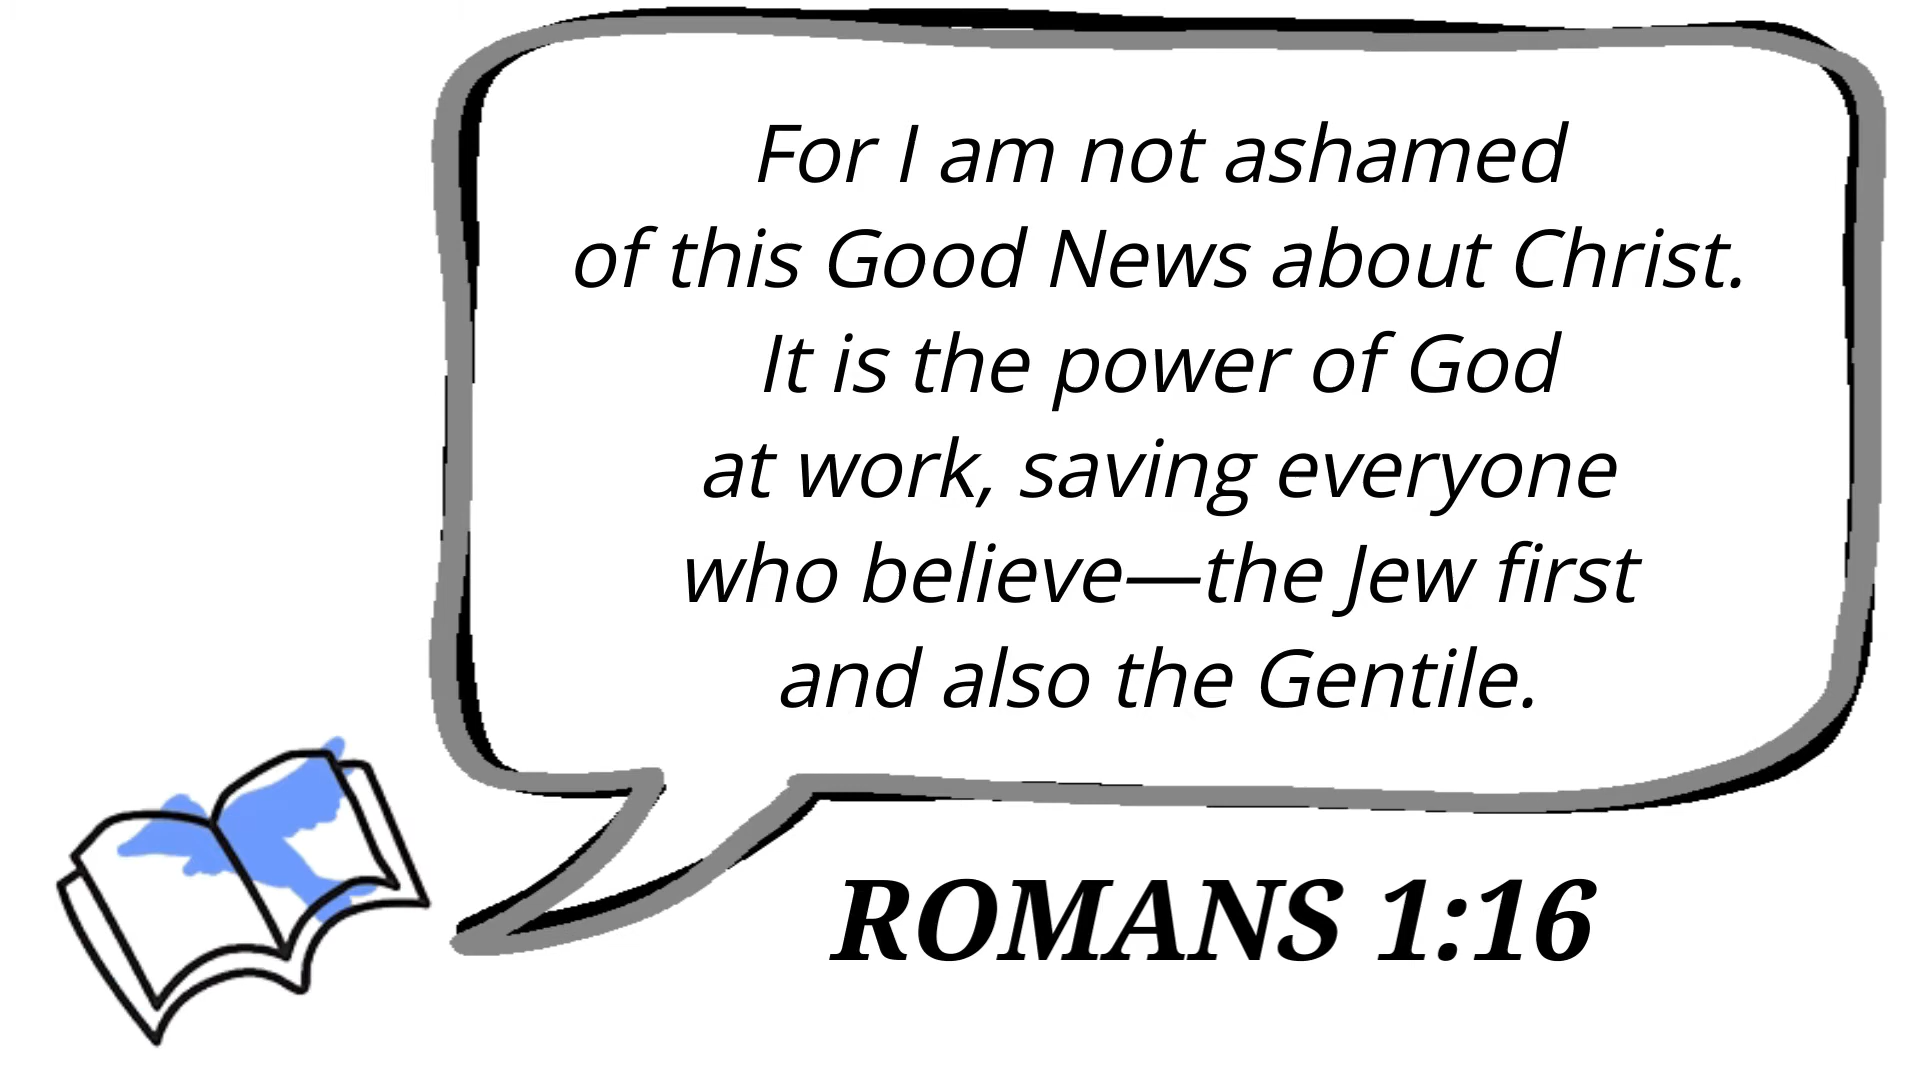 For I am not ashamed
of this Good News about Christ.
It is the power of God
at work, saving everyone
who believe—the Jew first
and also the Gentile.
ROMANS 1:16